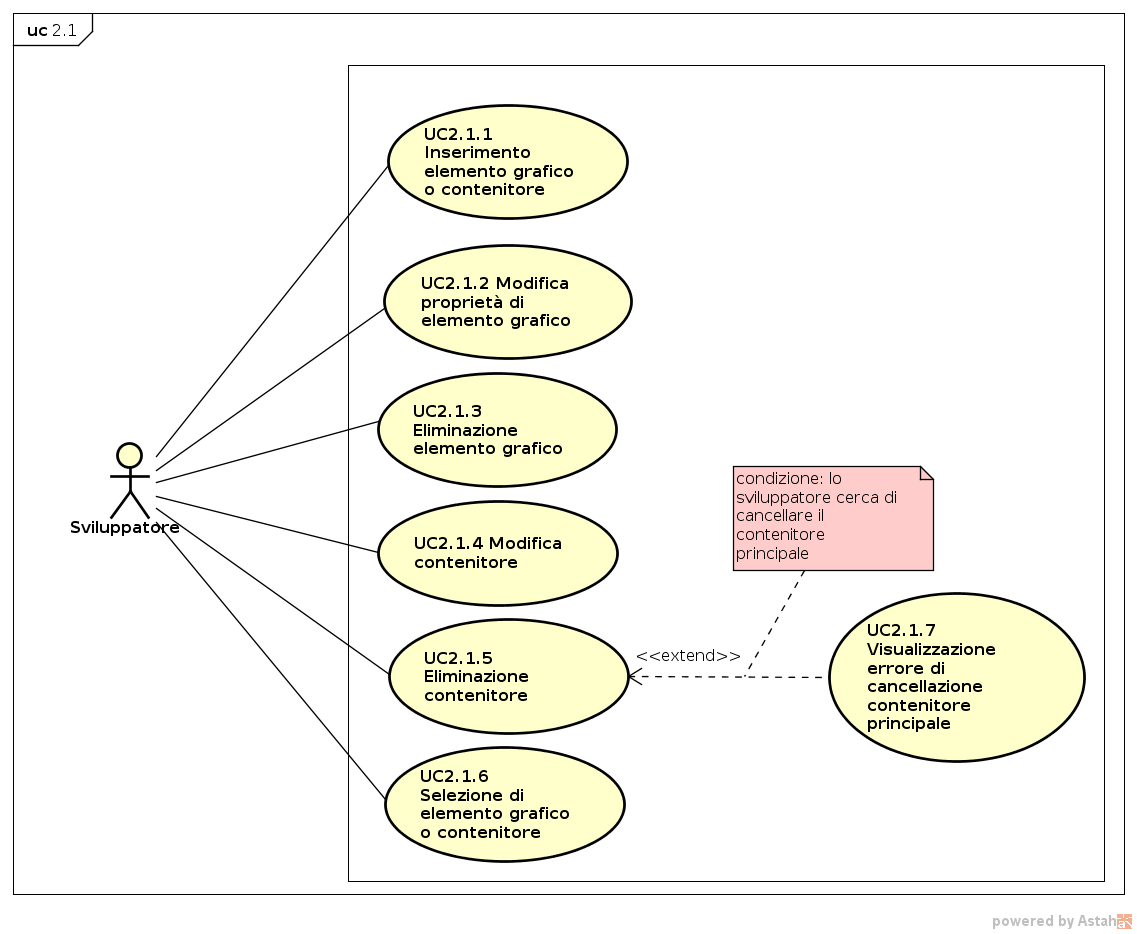 uc 2.1
UC2.1.1
Inserimento
elemento grafico
o contenitore
UC2.1.2 Modifica
proprietà di
elemento grafico
UC2.1.3
Eliminazione
elemento grafico
Sviluppatore
UC2.1.4 Modifica
contenitore
condizione: lo
sviluppatore cerca di
cancellare il
contenitore
principale
UC2.1.5
Eliminazione
contenitore
<<extend>>
UC2.1.7
Visualizzazione
errore di
cancellazione
contenitore
principale
UC2.1.6
Selezione di
elemento grafico
o contenitore
powered by Astah